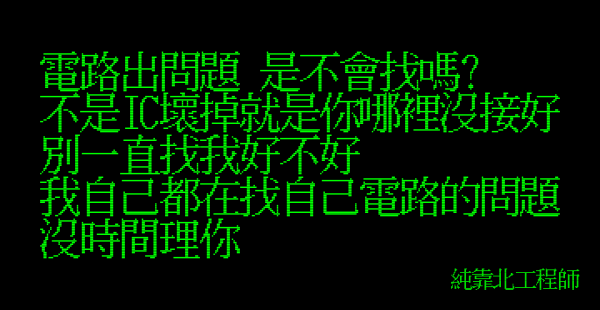 電路出問題 是不會找嗎?
不是IC壞掉就是你哪裡沒接好
別一直找我好不好
我自己都在找自己電路的問題
沒時間理你
純靠北工程師